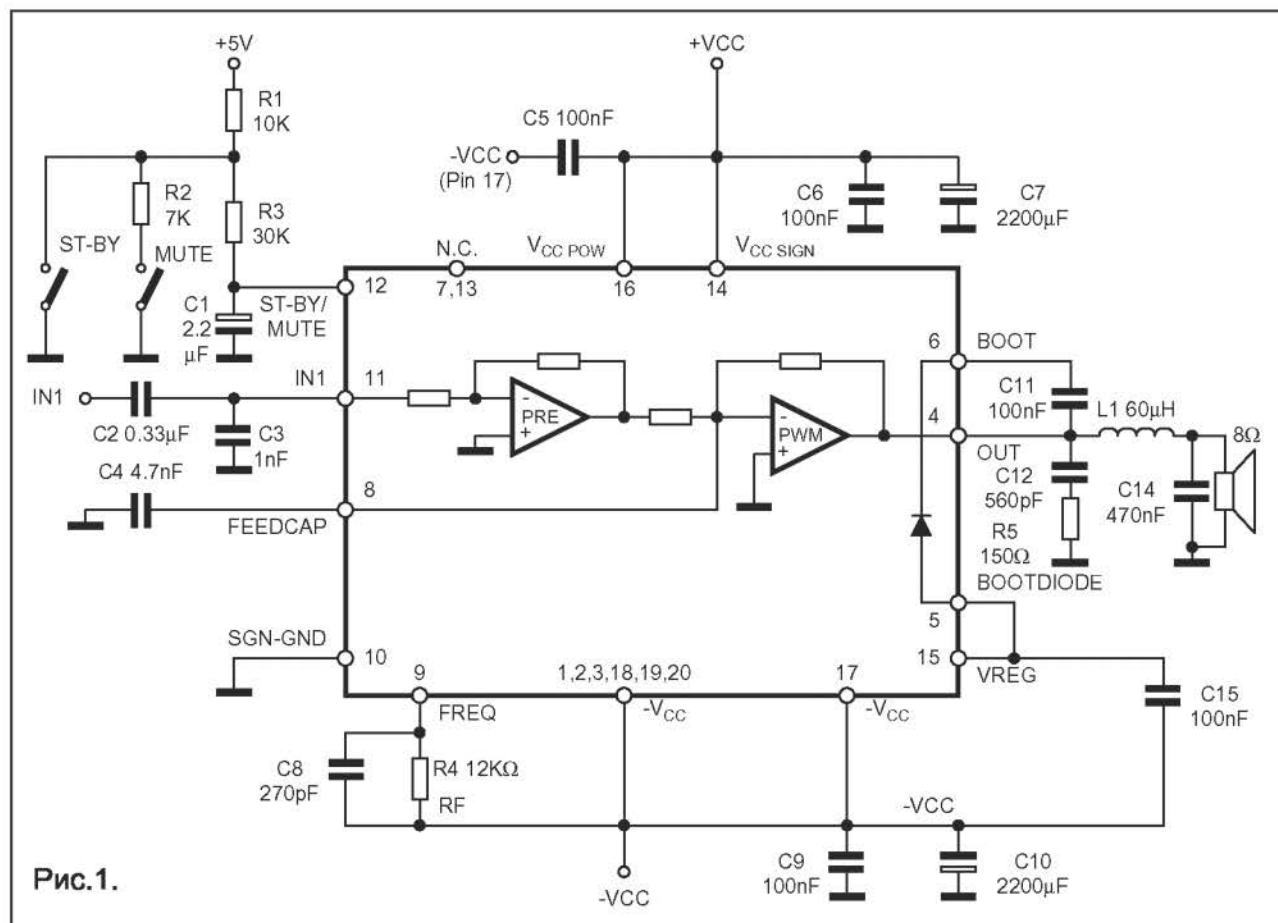 +5V
+VCC
R1
10K
C5 100nF
-VCC
(Pin 17)
R2
7K
R3
30K
C6
100nF
C7
2200µF
ST-BY
MUTE
N.C.
V CC POW
V CC SIGN
7,13
16
14
12
C1
2.2
µF
ST-BY/
MUTE
6
BOOT
IN1
IN1
11
C11
100nF
L1 60µH
-
PRE
+
-
PWM
+
4
OUT
8Ω
C2 0.33µF
C3
1nF
C12
560pF
C14
470nF
C4 4.7nF
8
FEEDCAP
R5
150Ω
BOOTDIODE
5
SGN-GND
10
9
1,2,3,18,19,20
17
15
VREG
FREQ
-VCC
-VCC
C15
100nF
C8
270pF
R4 12KΩ
RF
-VCC
C9
100nF
C10
2200µF
-VCC
Рис.1.